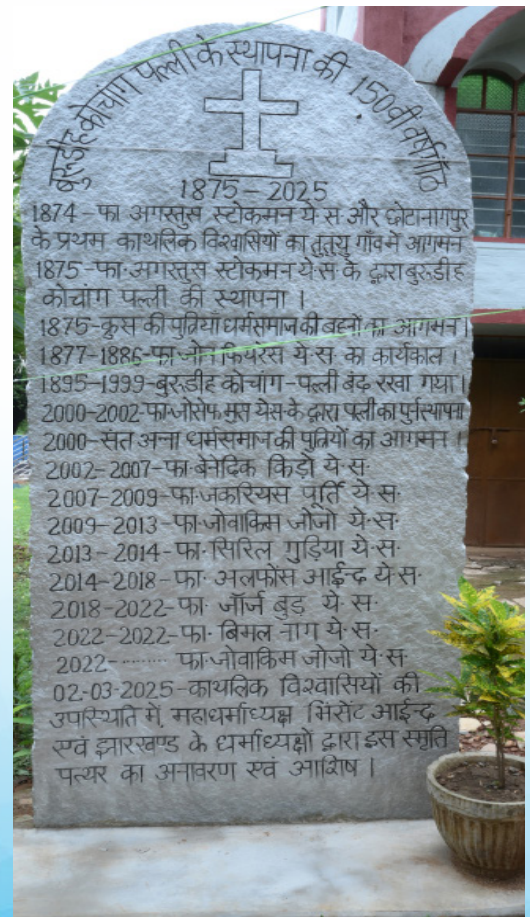 बुरूडीह कोचांग पल्ली के स्थापना की 150वी वर्षगाँठ
1875-2025
1874-फा अगस्तुस स्टोकमन ये॰स और छोटानागपुर
के प्रथम काथलिक विश्वासियों का तुतुयु गाँव में आगमन
1875-फा॰अगस्तुस स्टोकमन ये॰स के द्वारा बुरूडीह
कोचांग पल्ली की स्थापना ।
1875-क्रुस की पुत्रियाँ धर्मसमाज की बहनों का आगमन ।
1877-1886-फा जोन फियरेस ये॰स का कार्यकाल ।
1895-1999-बुरूडीह कोचांग-पल्ली बंद रखा गया ।
2000-2002-फा॰जोसेफ मुस येस॰के द्वारा पल्ली का पुर्नस्थापना
2000-संत अन्ना धर्मसमाज की पुत्रियों का आगमन ।
2002-2007-फा॰बेनदिक किड़ो ये॰स॰
2007-2009-फा॰जकरियस पूर्ति ये॰स॰
2009-2013-फा॰जोवाकिम जोजो ये॰स॰
2013-2014-फा॰सिरिल गुड़िया ये॰स॰
2014-2018-फा॰ अलफोंस आईन्द ये॰स॰
2018-2022-फा॰ जॉर्ज बुड़ ये॰स॰
2022-2022-फा॰ बिमल नाग ये॰स॰
2022-........ फा॰जोवाकिम जोजो ये॰स
02-03-2025-काथलिक विश्वासियों की
उपस्थिति में, महाधर्माध्यक्ष भिंसेंट आईन्द
एवं झारखण्ड के धर्माध्यक्षों द्वारा इस स्मृति
पत्थर का अनावरण एवं आशिष ।